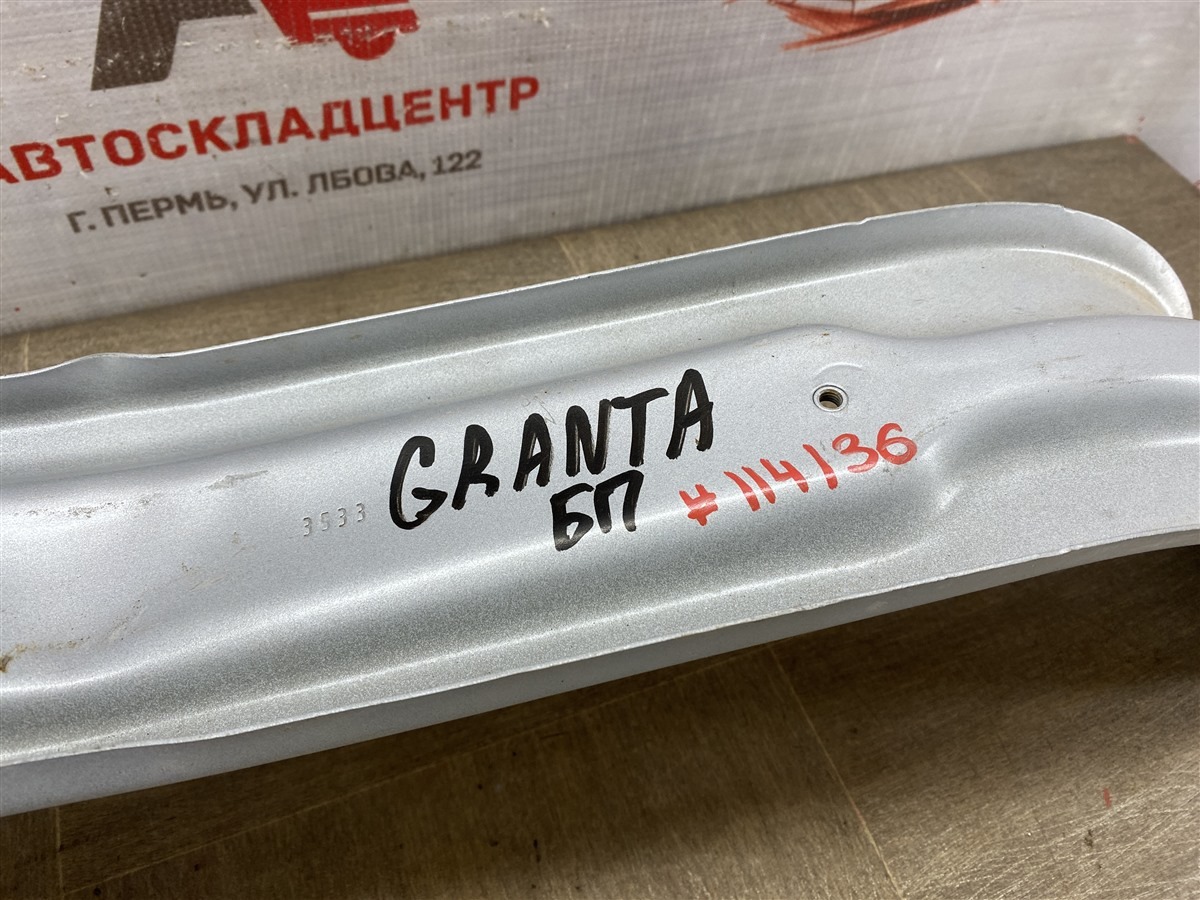 АВТОСКЛАДЦЕНТР
Г. ПЕРМЬ, УЛ. ЛБОВА, 122
GRANTA
3533
БП #114136